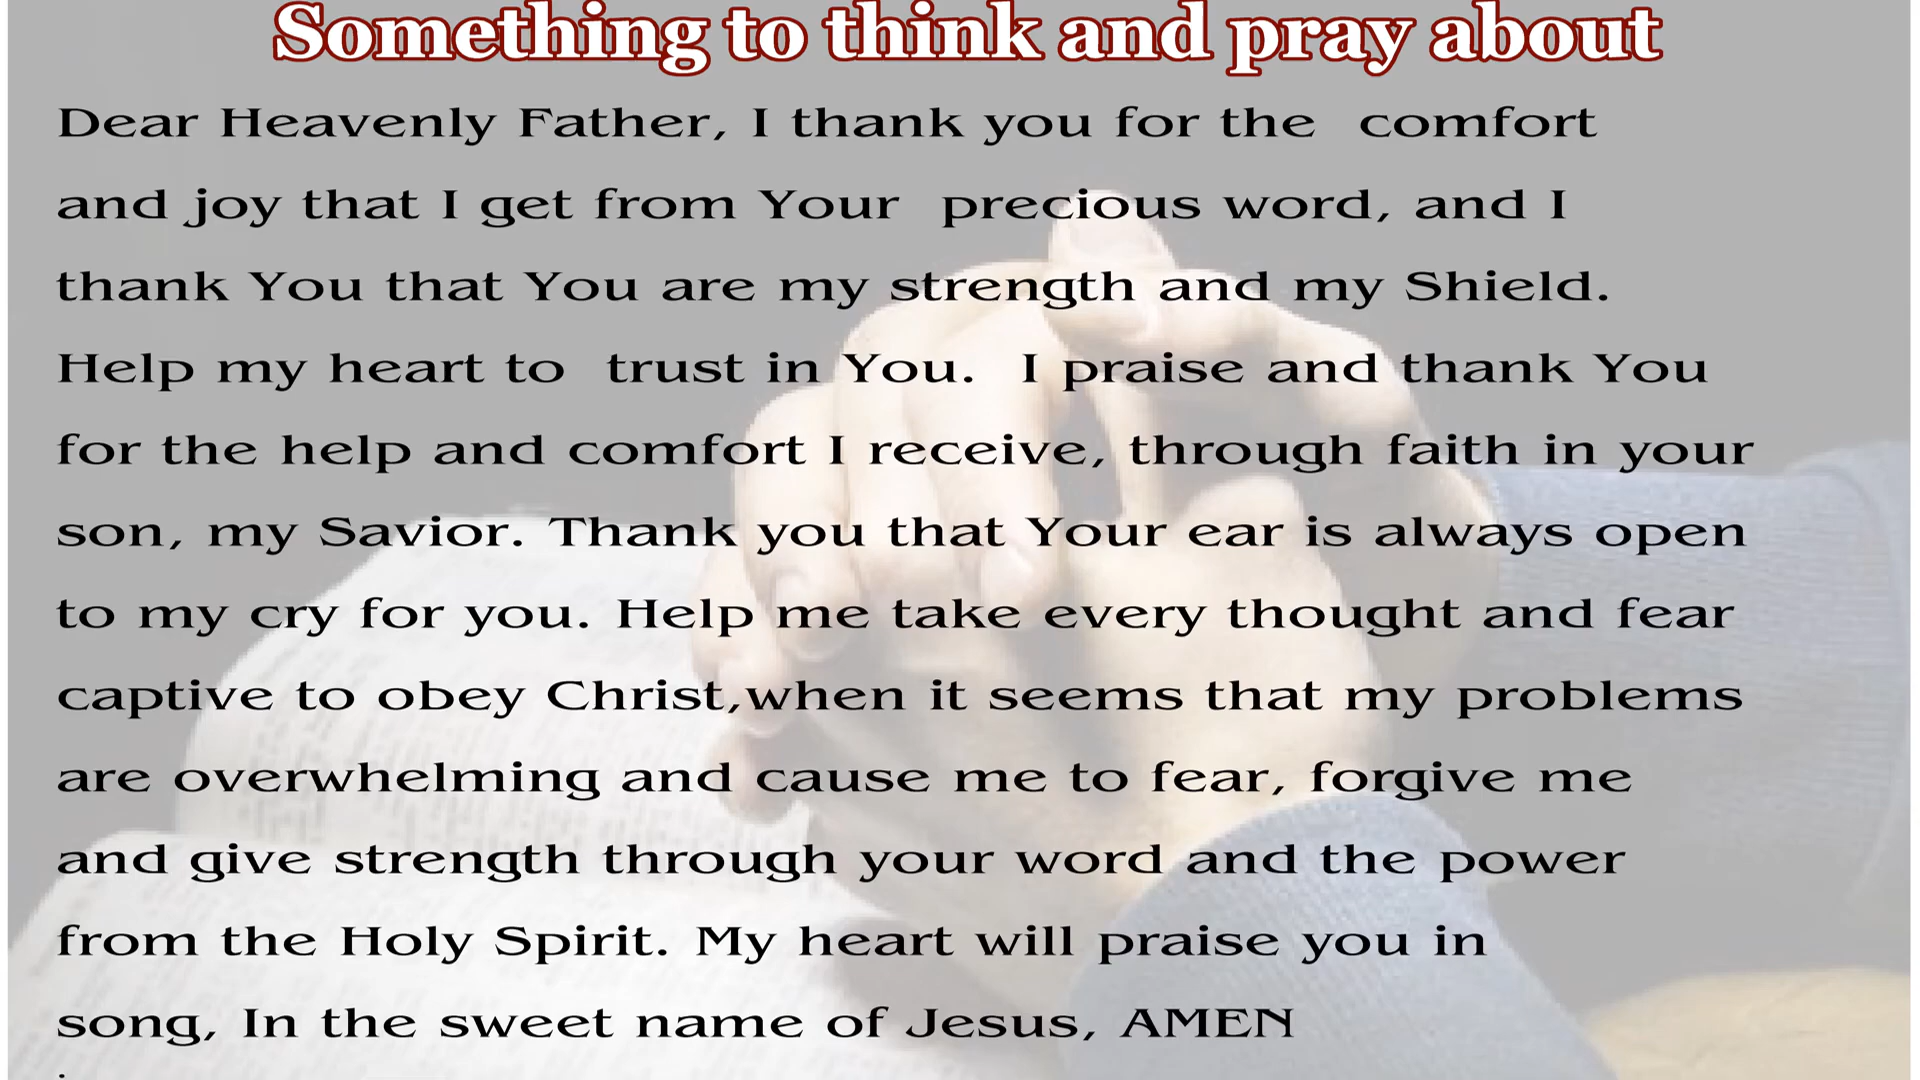 Something to think and pray about
Dear Heavenly Father, I thank you for the  comfort
and joy that I get from Your  precious word, and I
thank You that You are my strength and my Shield.
Help my heart to  trust in You.  I praise and thank You
for the help and comfort I receive, through faith in your
son, my Savior. Thank you that Your ear is always open
to my cry for you. Help me take every thought and fear
captive to obey Christ,when it seems that my problems
are overwhelming and cause me to fear, forgive me
and give strength through your word and the power
from the Holy Spirit. My heart will praise you in
song, In the sweet name of Jesus, AMEN
.